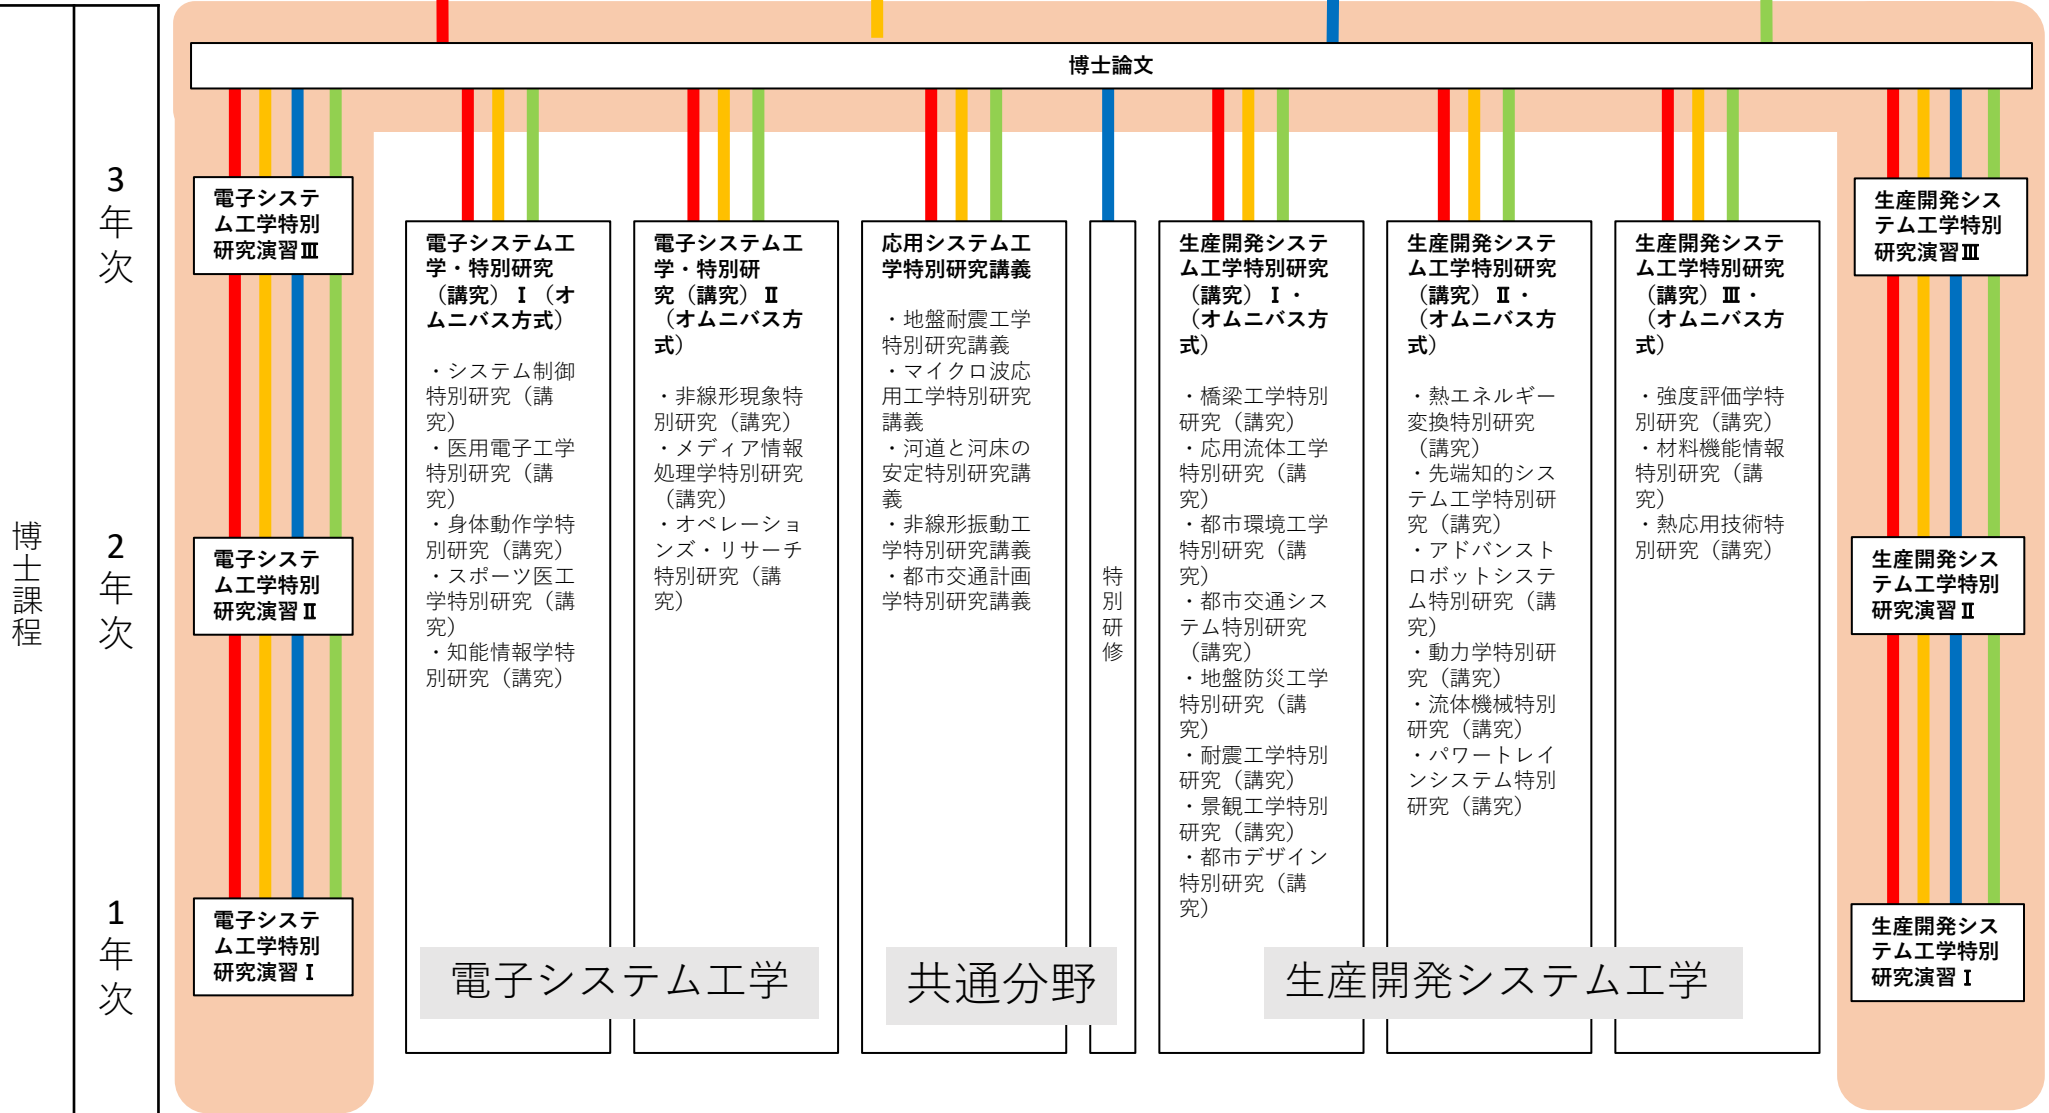 博士論文
博士課程
3年次
2年次
1年次
電子システ
ム工学特別
研究演習Ⅲ
電子システ
ム工学特別
研究演習Ⅱ
電子システ
ム工学特別
研究演習Ⅰ
電子システム工
学・特別研究
（講究）Ⅰ（オ
ムニバス方式）
・システム制御
特別研究（講
究）
・医用電子工学
特別研究（講
究）
・身体動作学特
別研究（講究）
・スポーツ医工
学特別研究（講
究）
・知能情報学特
別研究（講究）
電子システム工
学・特別研
究（講究）Ⅱ
（オムニバス方
式）
・非線形現象特
別研究（講究）
・メディア情報
処理学特別研究
（講究）
・オペレーショ
ンズ・リサーチ
特別研究（講
究）
電子システム工学
応用システム工
学特別研究講義
・地盤耐震工学
特別研究講義
・マイクロ波応
用工学特別研究
講義
・河道と河床の
安定特別研究講
義
・非線形振動工
学特別研究講義
・都市交通計画
学特別研究講義
特別研修
共通分野
生産開発システ
ム工学特別研究
（講究）Ⅰ・
（オムニバス方
式）
・橋梁工学特別
研究（講究）
・応用流体工学
特別研究（講
究）
・都市環境工学
特別研究（講
究）
・都市交通シス
テム特別研究
（講究）
・地盤防災工学
特別研究（講
究）
・耐震工学特別
研究（講究）
・景観工学特別
研究（講究）
・都市デザイン
特別研究（講
究）
生産開発システ
ム工学特別研究
（講究）Ⅱ・
（オムニバス方
式）
・熱エネルギー
変換特別研究
（講究）
・先端知的シス
テム工学特別研
究（講究）
・アドバンスト
ロボットシステ
ム特別研究（講
究）
・動力学特別研
究（講究）
・流体機械特別
研究（講究）
・パワートレイ
ンシステム特別
研究（講究）
生産開発システ
ム工学特別研究
（講究）Ⅲ・
（オムニバス方
式）
・強度評価学特
別研究（講究）
・材料機能情報
特別研究（講
究）
・熱応用技術特
別研究（講究）
生産開発システム工学
生産開発シス
テム工学特別
研究演習Ⅲ
生産開発シス
テム工学特別
研究演習Ⅱ
生産開発シス
テム工学特別
研究演習Ⅰ